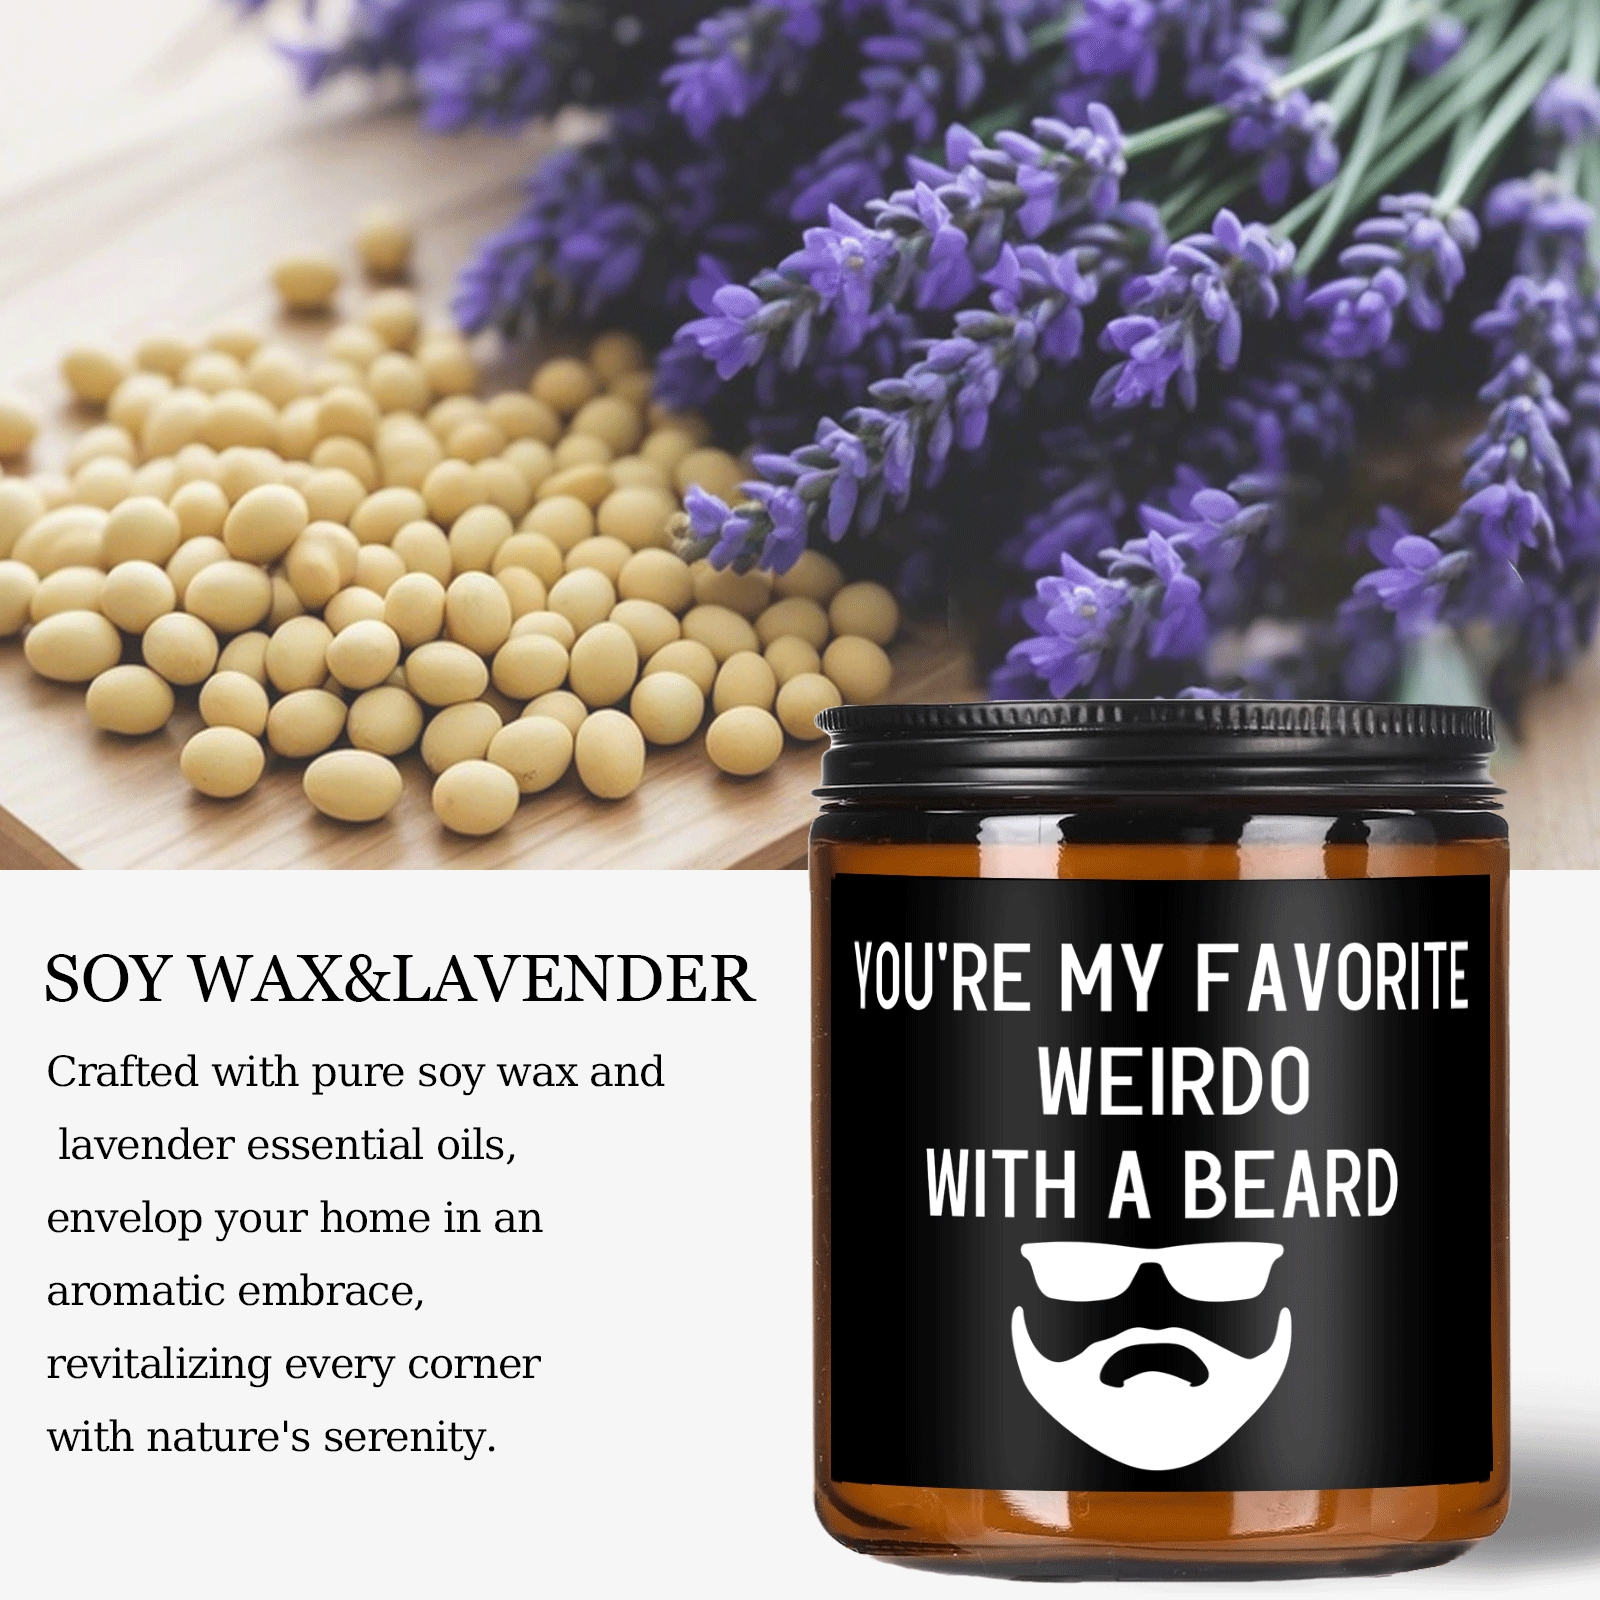 SOY WAX&LAVENDER
Crafted with pure soy wax and
lavender essential oils,
envelop your home in an
aromatic embrace,
revitalizing every corner
with nature's serenity.
YOU'RE MY FAVORITE
WEIRDO
WITH A BEARD